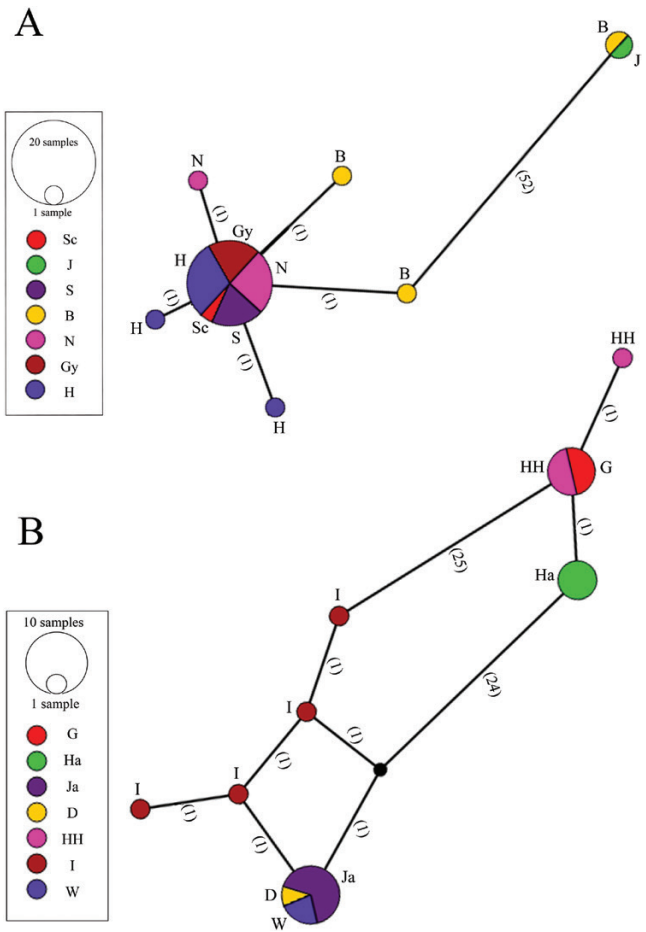 A
B
J
(52)
20 samples
1 sample
Sc
J
S
B
N
Gy
H
N
B
(1)
(1)
Gy
H
N
B
(1)
(1)
H
Sc
S
(1)
H
HH
(1)
HH
G
(1)
Ha
(25)
(24)
B
10 samples
1 sample
G
Ha
Ja
D
HH
I
W
I
(1)
I
(1)
(1)
I
I
(1)
(1)
(1)
D
Ja
W